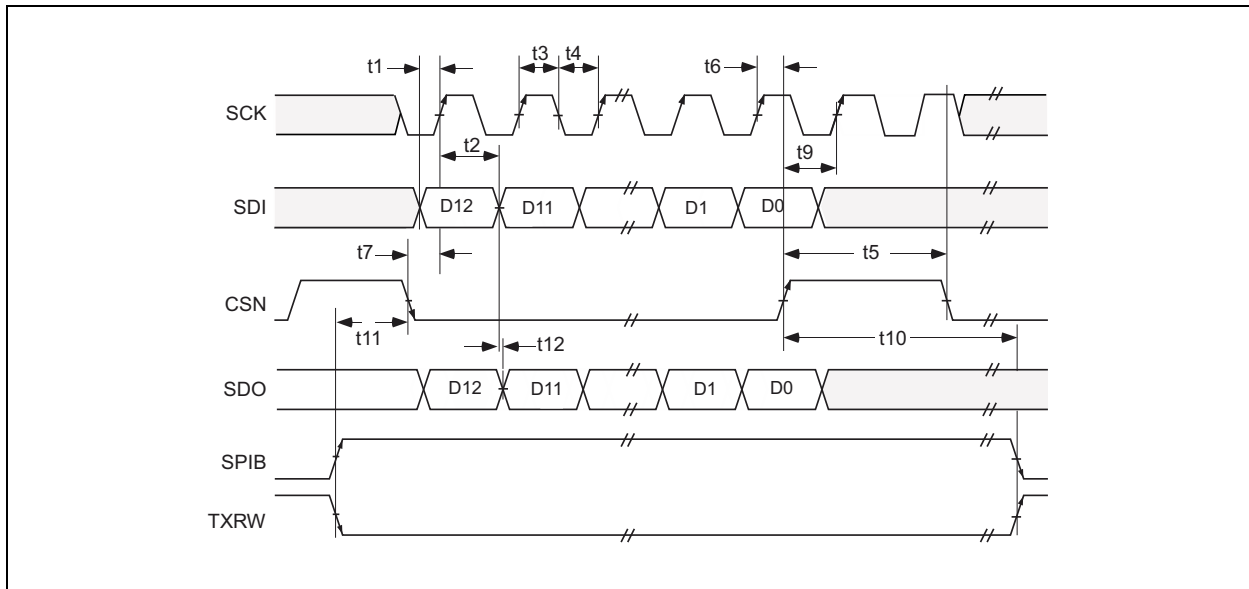 t3 t4
t1 t6
SCK
t2 t9
SDI D12 D11 D1 D0
t7 t5
CSN
t11 t12 t10
SDO D12 D11 D1 D0
SPIB
TXRW